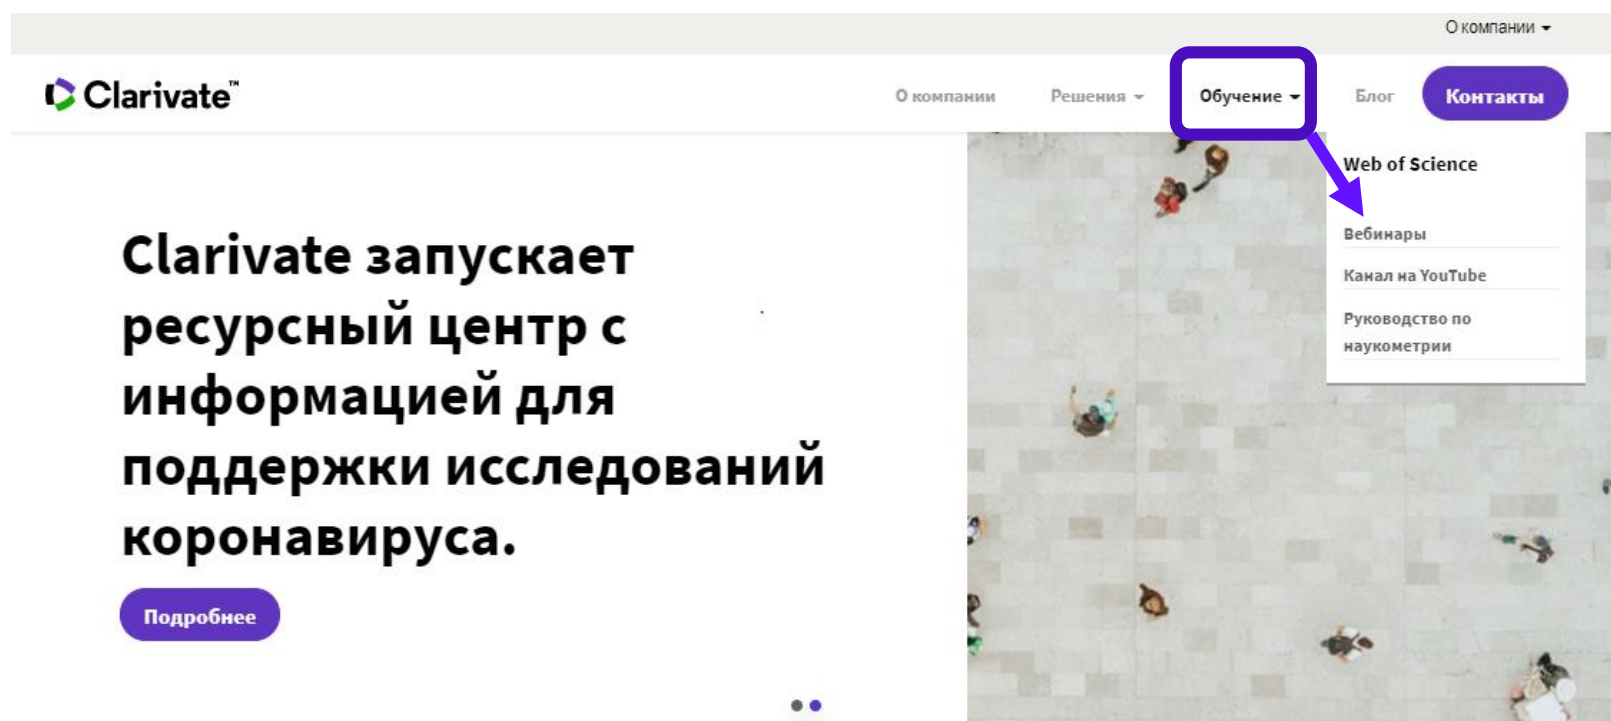 О компании
Clarivate™
О компании Решения Обучение Блог Контакты
Web of Science
Вебинары
Канал на YouTube
Руководство по
наукометрии
Clarivate запускает
ресурсный центр с
информацией для
поддержки исследований
коронавируса.
Подробнее